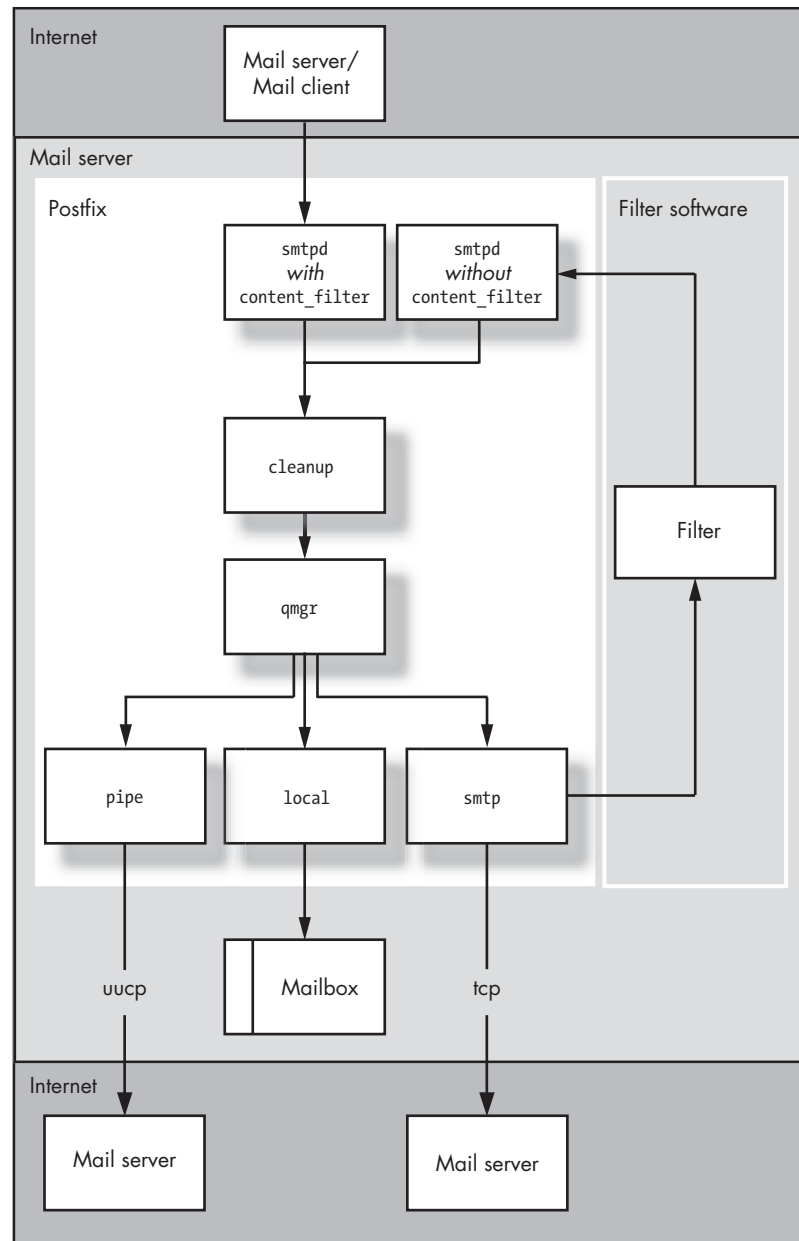 Internet
Mail server/
Mail client
Mail server
Postfix
Filter software
smtpd
with
content_filter
smtpd
without
content_filter
cleanup
Filter
qmgr
pipe
local
smtp
uucp
Mailbox
tcp
Internet
Mail server
Mail server